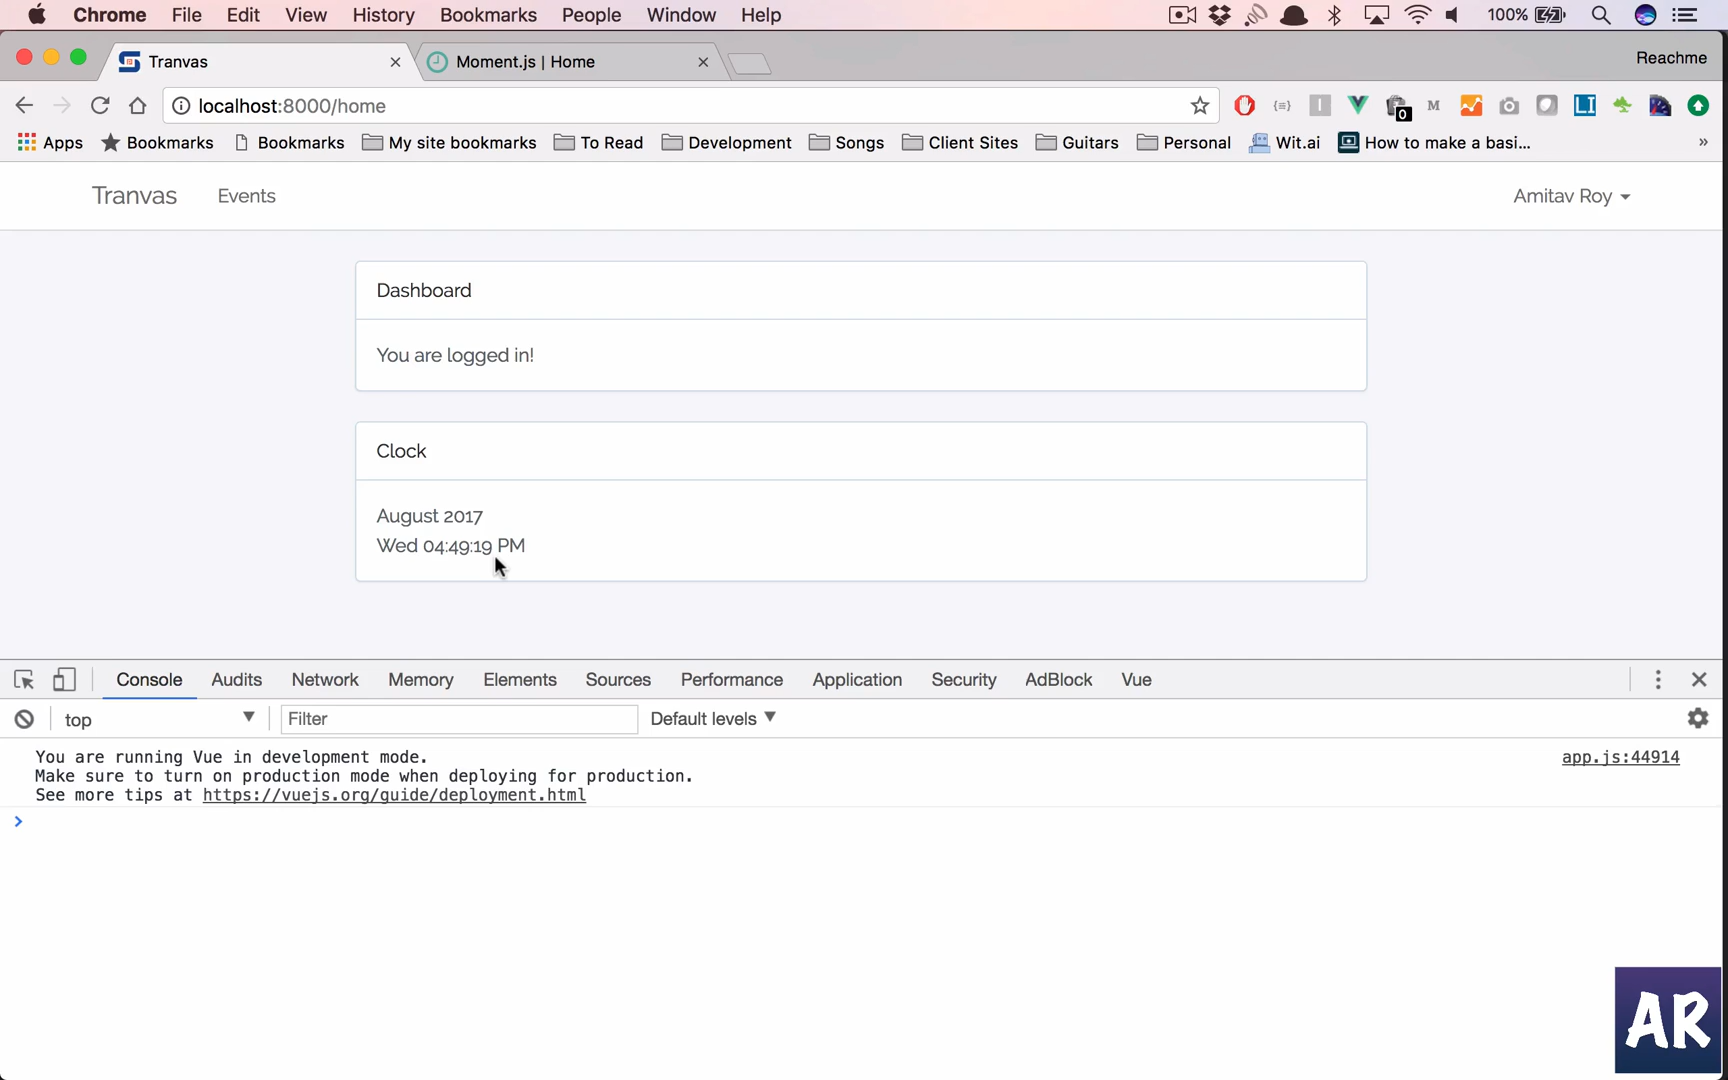 Chrome File Edit View History Bookmarks People Window Help 100%
Tranvas Moment.js | Home Reachme
localhost:8000/home 0 M LI
Apps Bookmarks Bookmarks My site bookmarks To Read Development Songs Client Sites Guitars Personal Wit.ai How to make a basi... »
Tranvas Events Amitav Roy
Dashboard
You are logged in!
Clock
August 2017
Wed 04:49:19 PM
Console Audits Network Memory Elements Sources Performance Application Security AdBlock Vue
top Filter Default levels
You are running Vue in development mode. app.js:44914
Make sure to turn on production mode when deploying for production.
See more tips at https://vuejs.org/guide/deployment.html
>
AR